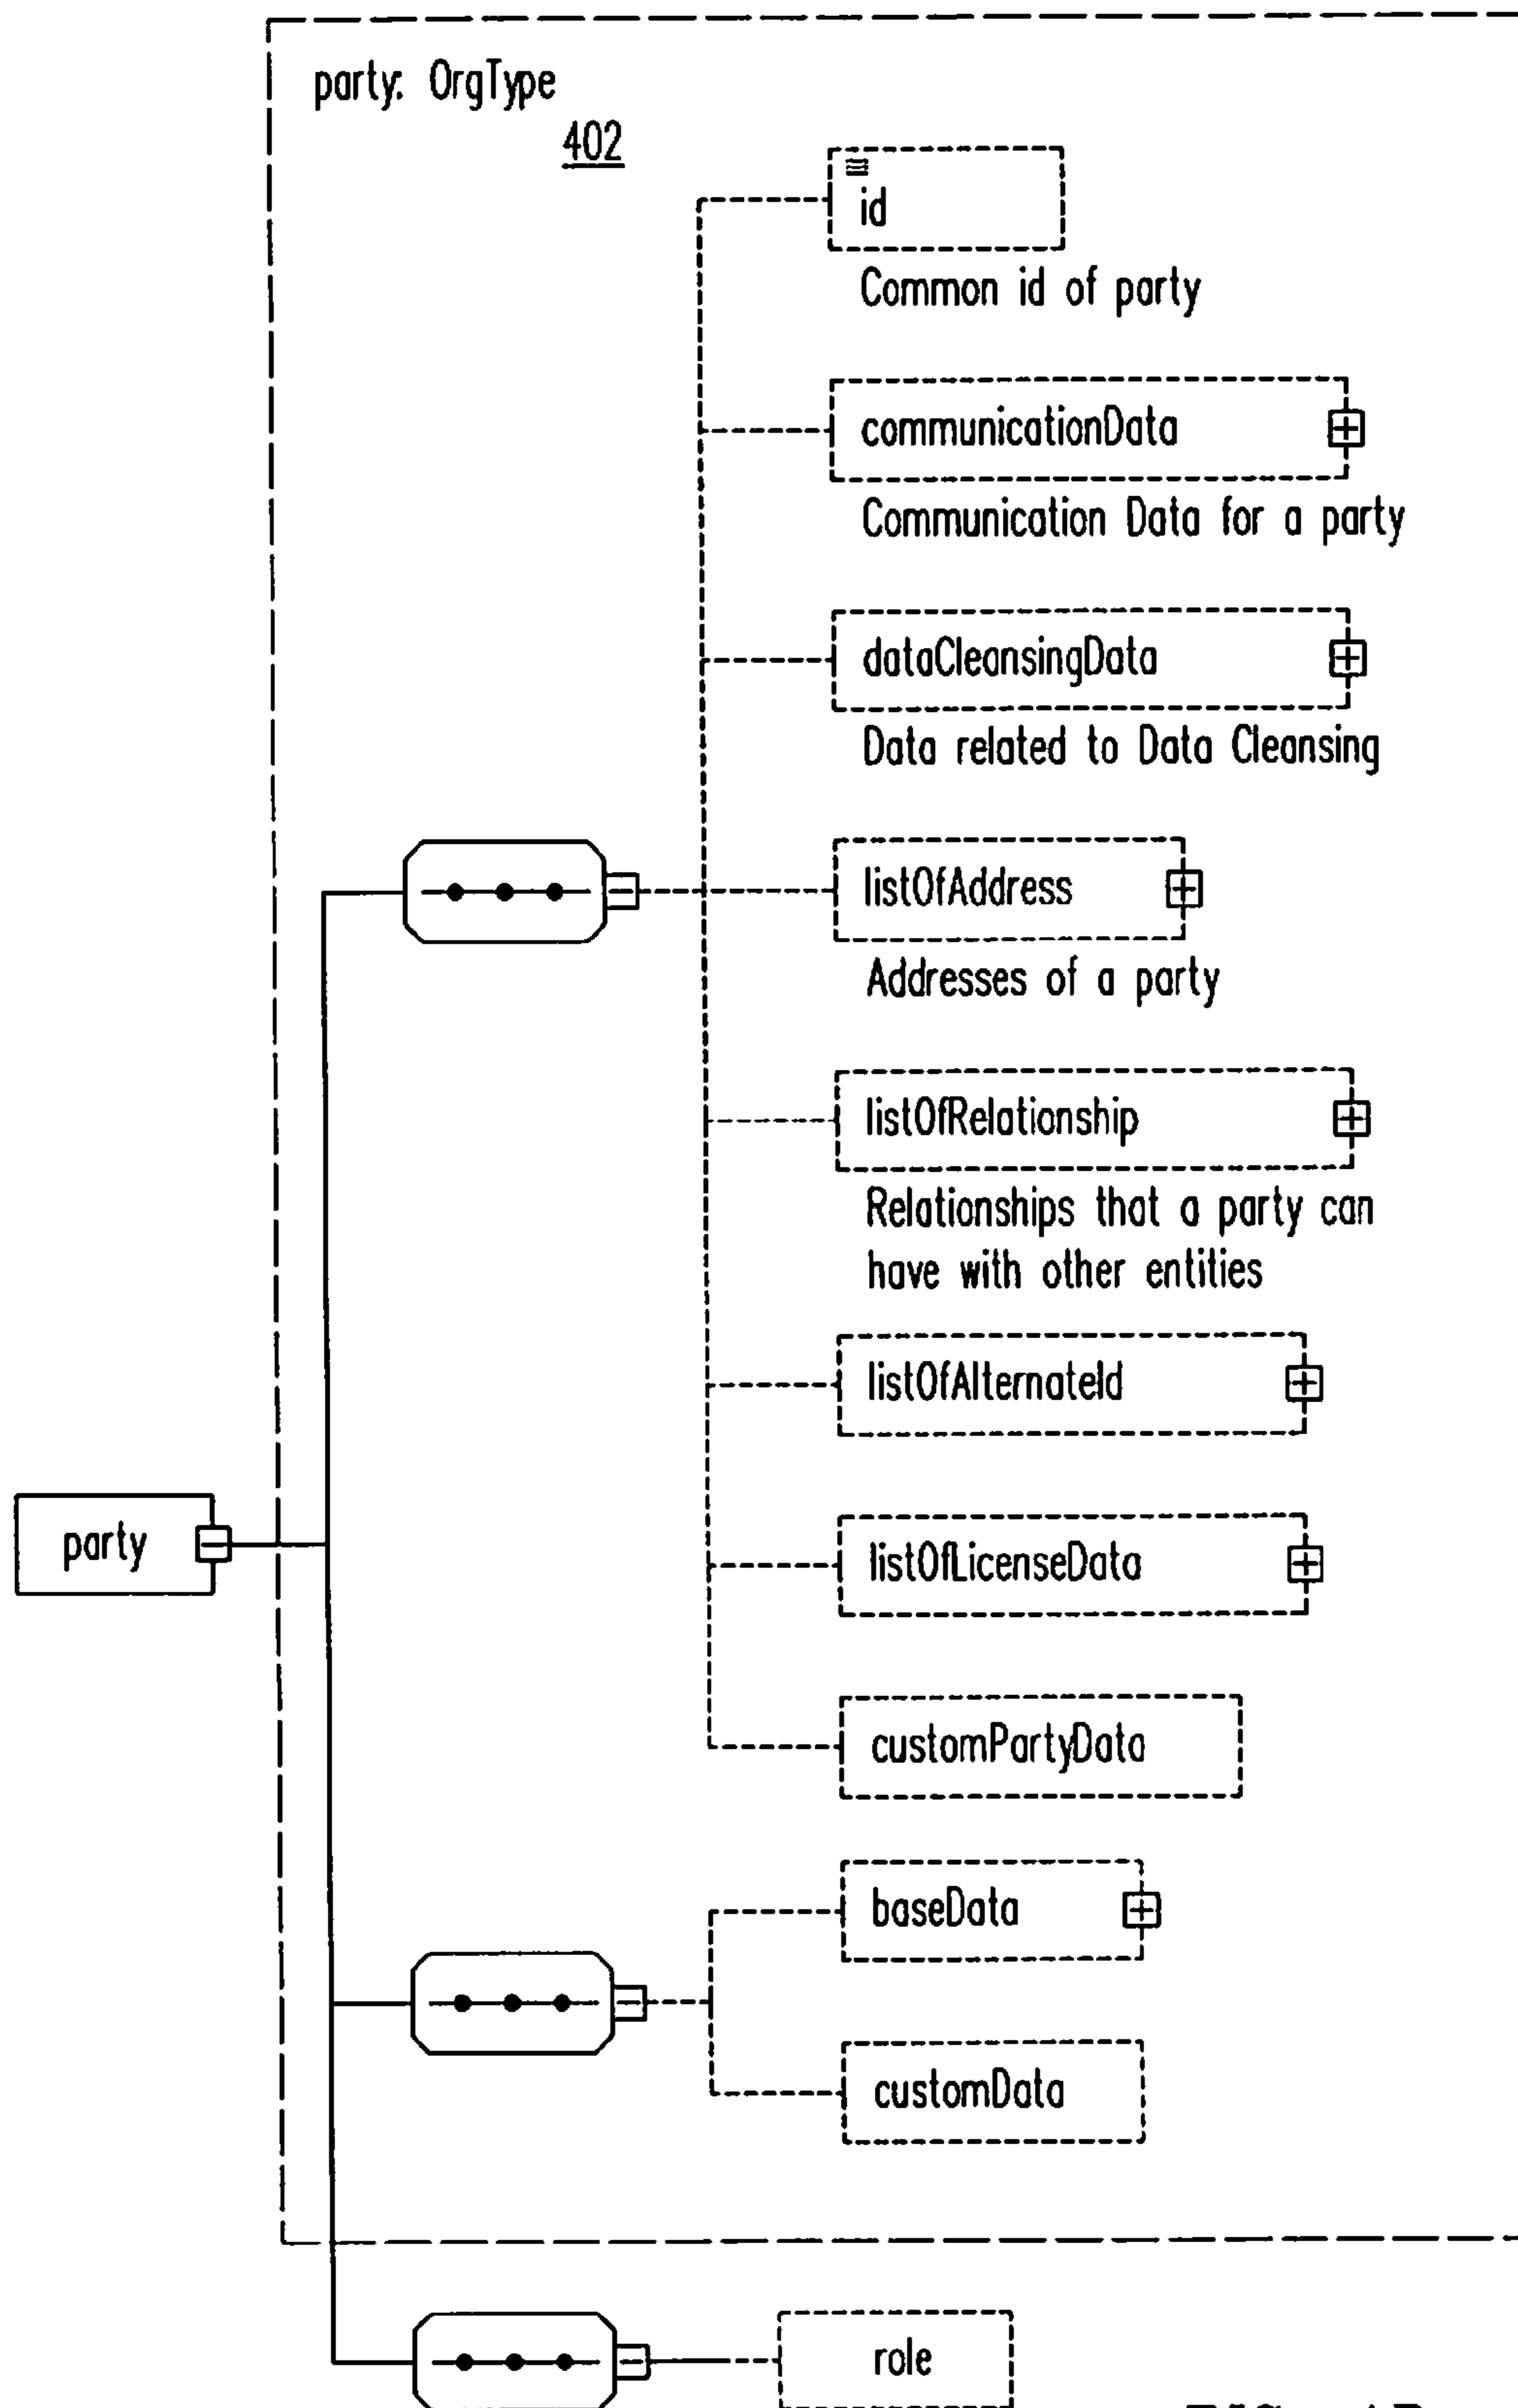 party: OrgType
402
id
Common id of party
communicationData
Communication Data for a party
dataCleansingData
Data related to Data Cleansing
listOfAddress
Addresses of a party
listOfRelationship
Relationships that a party can
have with other entities
listOfAlternateId
listOfLicenseData
customPartyData
party
baseData
customData
role